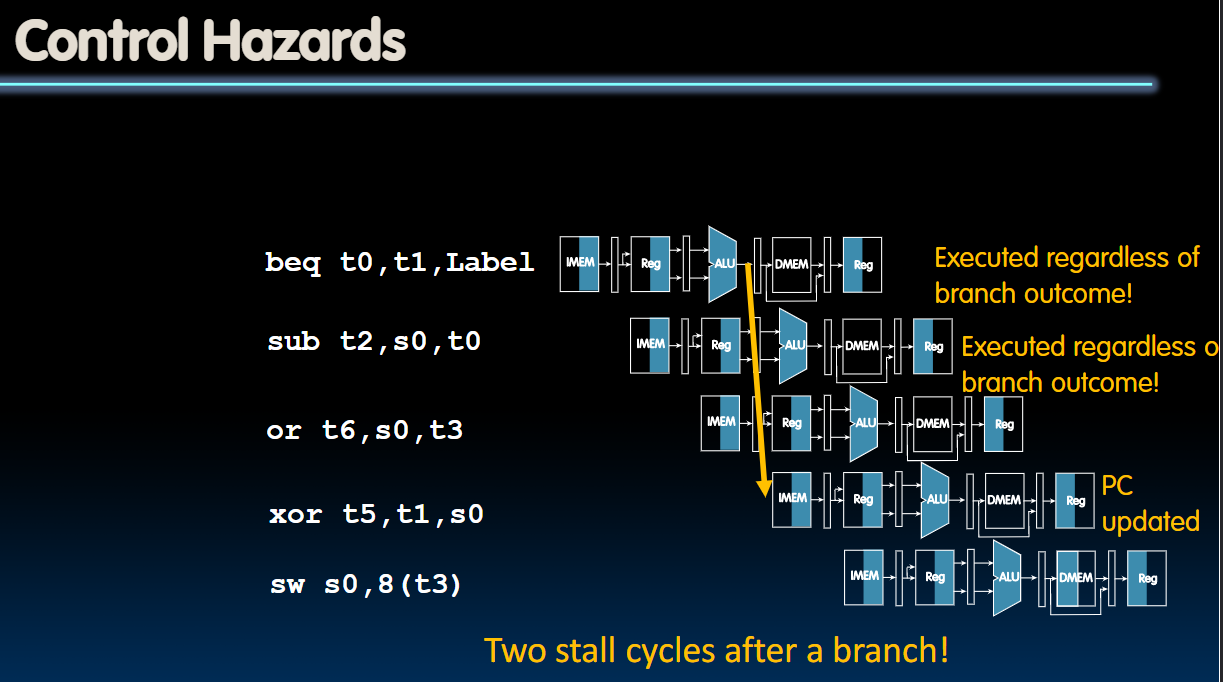 Control Hazards
beq t0,t1,Label
IMEM Reg ALU DMEM Reg
Executed regardless of
branch outcome!
sub t2,s0,t0
IMEM Reg ALU DMEM Reg
Executed regardless o
branch outcome!
or t6,s0,t3
IMEM Reg ALU DMEM Reg
xor t5,t1,s0
IMEM Reg ALU DMEM Reg
PC
updated
sw s0,8(t3)
IMEM Reg ALU DMEM Reg
Two stall cycles after a branch!